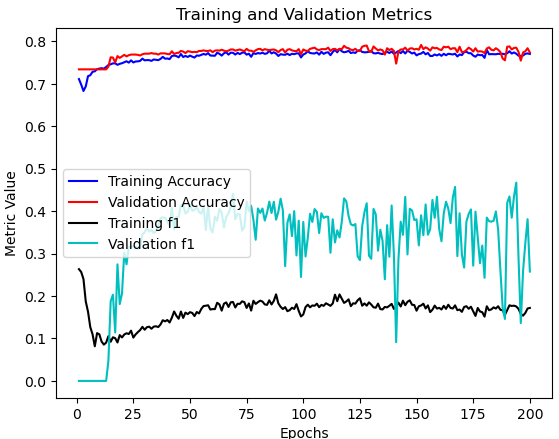 Training and Validation Metrics
0.8
0.7
0.6
0.5
0.4
0.3
0.2
0.1
0.0
Metric Value
Training Accuracy
Validation Accuracy
Training f1
Validation f1
0 25 50 75 100 125 150 175 200
Epochs